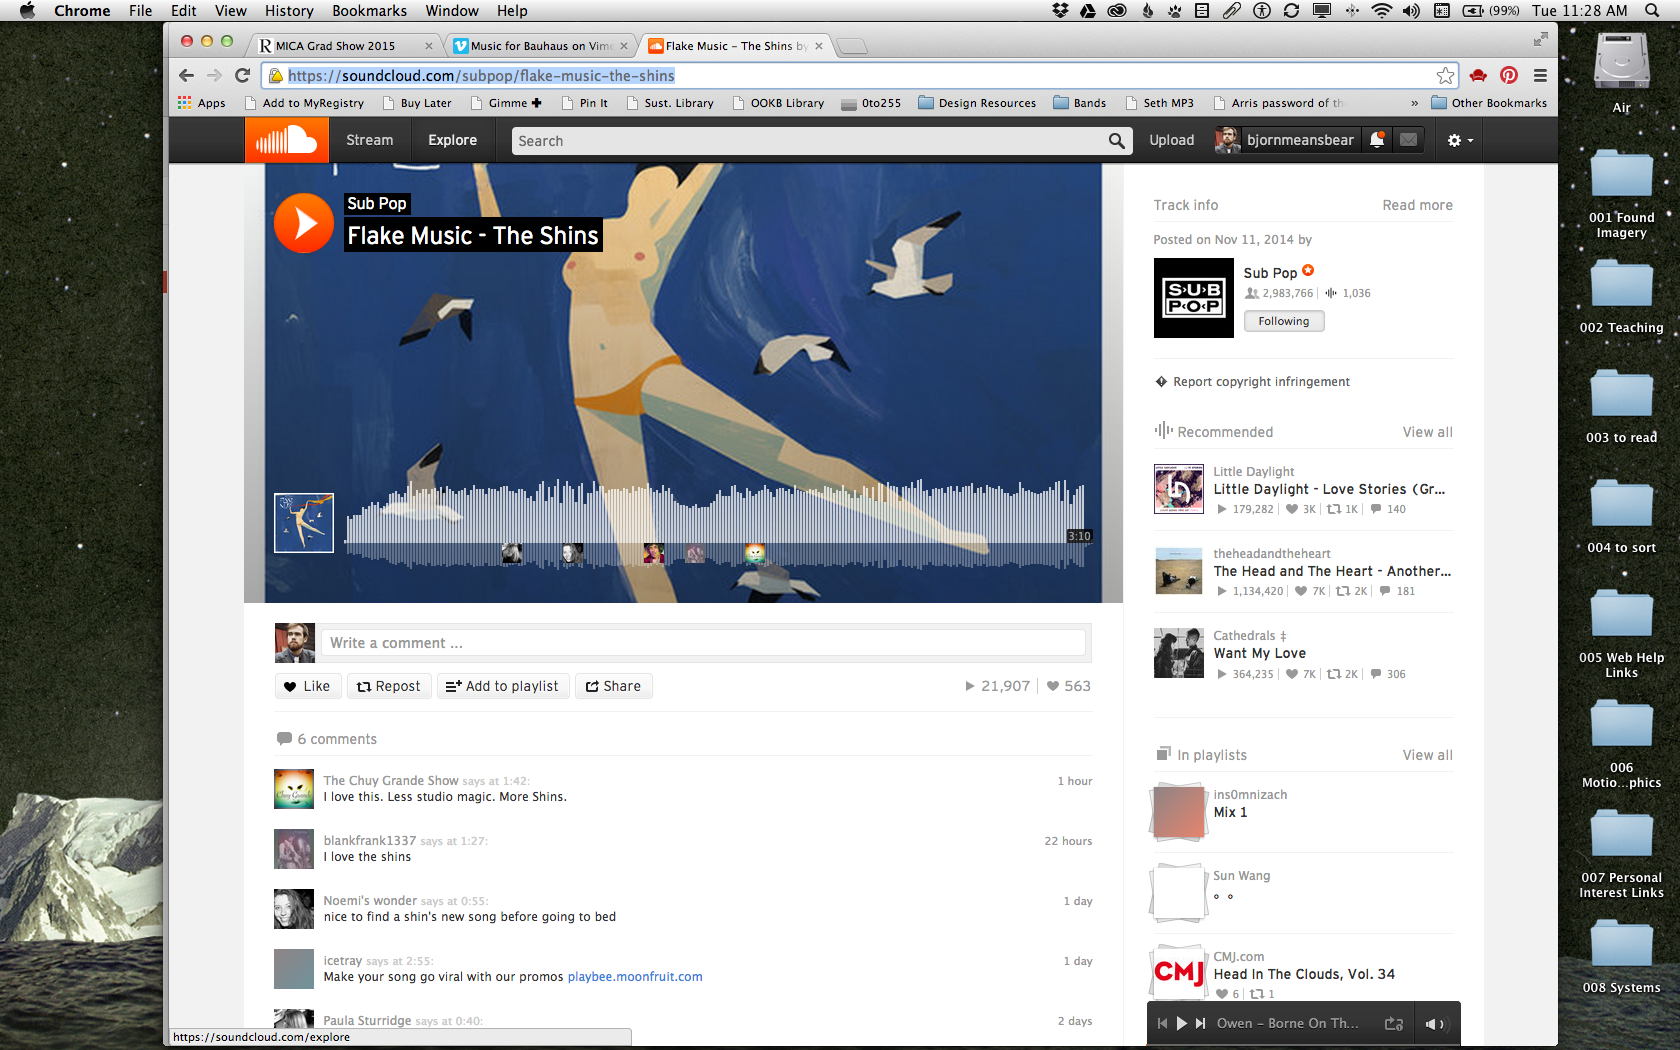 Chrome File Edit View History Bookmarks Window Help (99%) Tue 11:28 AM
MICA Grad Show 2015
Music for Bauhaus on Vim
Flake Music - The Shins by
https://soundcloud.com/subpop/flake-music-the-shins
Apps Add to MyRegistry Buy Later Gimme Pin It Sust. Library OOKB Library 0to255 Design Resources Bands Seth MP3 Arris password of th » Other Bookmarks
Stream Explore Search Upload bjornmeansbear
Sub Pop
Flake Music - The Shins
3:10
Write a comment ...
Like Repost Add to playlist Share 21,907 563
6 comments
The Chuy Grande Show says at 1:42: 1 hour
I love this. Less studio magic. More Shins.
blankfrank1337 says at 1:27: 22 hours
I love the shins
Noemi's wonder says at 0:55: 1 day
nice to find a shin's new song before going to bed
icetray says at 2:55: 1 day
Make your song go viral with our promos playbee.moonfruit.com
Paula Sturridge says at 0:40: 2 days
https://soundcloud.com/explore
Track info Read more
Posted on Nov 11, 2014 by
SUB
POP
Sub Pop
2,983,766 1,036
Following
Report copyright infringement
Recommended View all
Little Daylight
Little Daylight - Love Stories (Gr...
179,282 3K 1K 140
theheadandtheheart
The Head and The Heart - Another...
1,134,420 7K 2K 181
Cathedrals ‡
Want My Love
364,235 7K 2K 306
In playlists View all
ins0mnizach
Mix 1
Sun Wang
° °
CMJ
CMJ.com
Head In The Clouds, Vol. 34
6 1
Owen - Borne On Th...
Air
001 Found
Imagery
002 Teaching
003 to read
004 to sort
005 Web Help
Links
006
Motio...phics
007 Personal
Interest Links
008 Systems